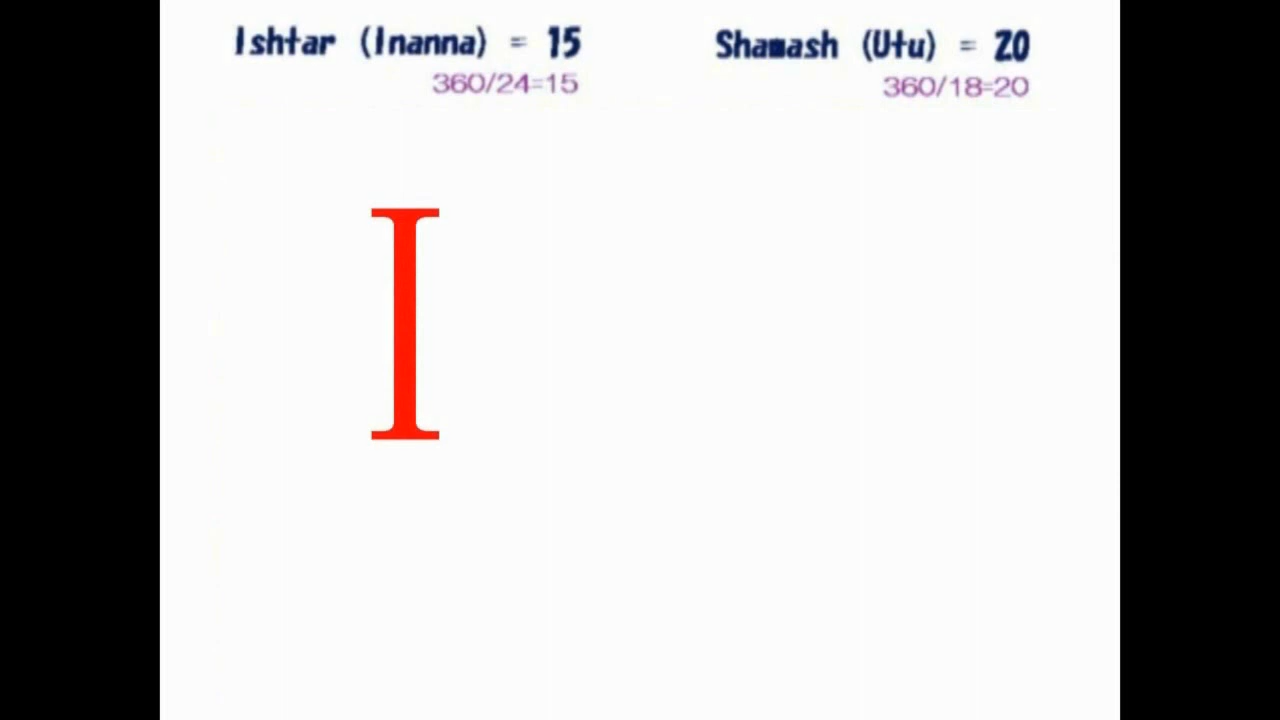 Ishtar (Inanna) = 15
360/24=15
Shamash (Utu) = 20
360/18=20
I